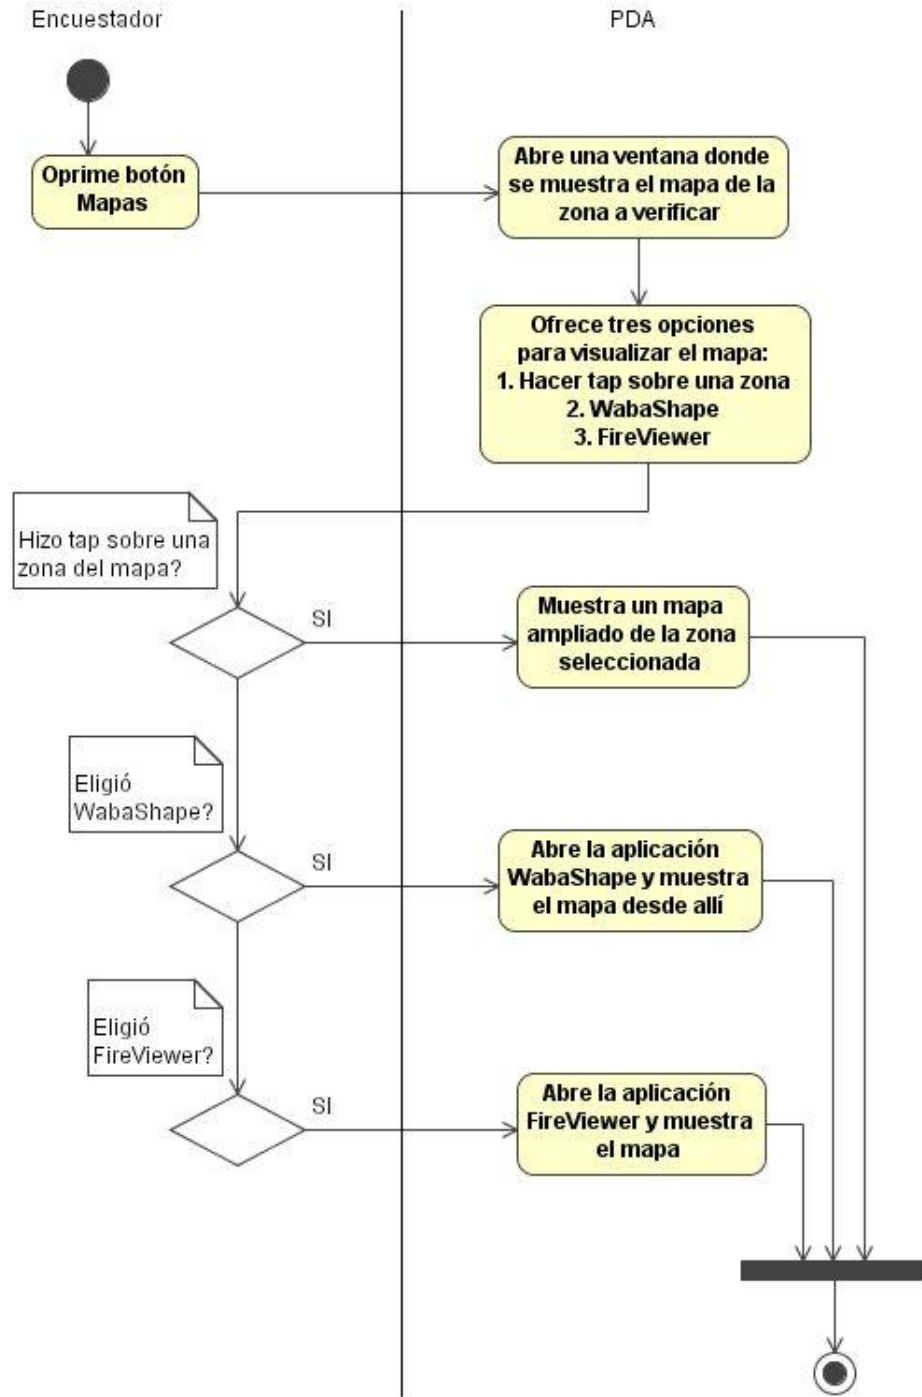 Encuestador
PDA
Oprime botón
Mapas
Abre una ventana donde
se muestra el mapa de la
zona a verificar
Ofrece tres opciones
para visualizar el mapa:
1. Hacer tap sobre una zona
2. WabaShape
3. FireViewer
Hizo tap sobre una
zona del mapa?
SI
Muestra un mapa
ampliado de la zona
seleccionada
Eligió
WabaShape?
SI
Abre la aplicación
WabaShape y muestra
el mapa desde allí
Eligió
FireViewer?
SI
Abre la aplicación
FireViewer y muestra
el mapa